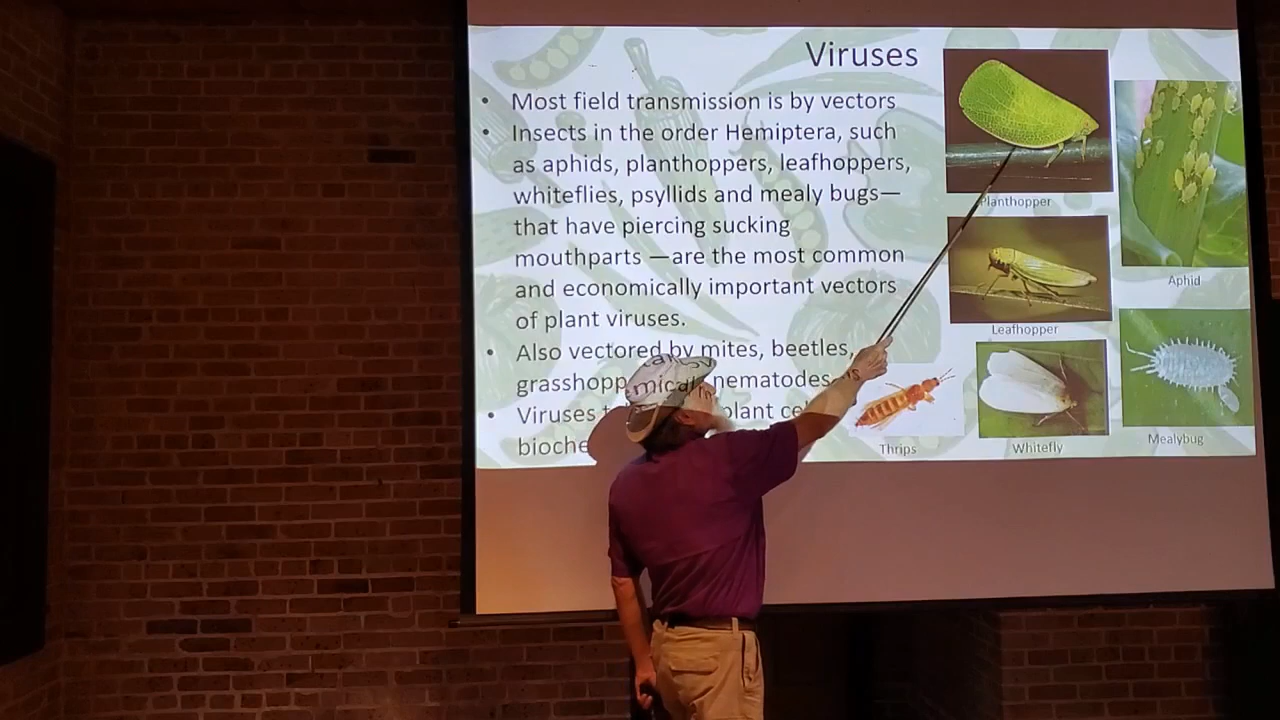 Viruses
• Most field transmission is by vectors
• Insects in the order Hemiptera, such
as aphids, planthoppers, leafhoppers,
whiteflies, psyllids and mealy bugs—
that have piercing sucking
mouthparts —are the most common
and economically important vectors
of plant viruses.
• Also vectored by mites, beetles,
nematodes
• Viruses
plant
Planthopper
Aphid
Leafhopper
Thrips
Whitefly
Mealybug